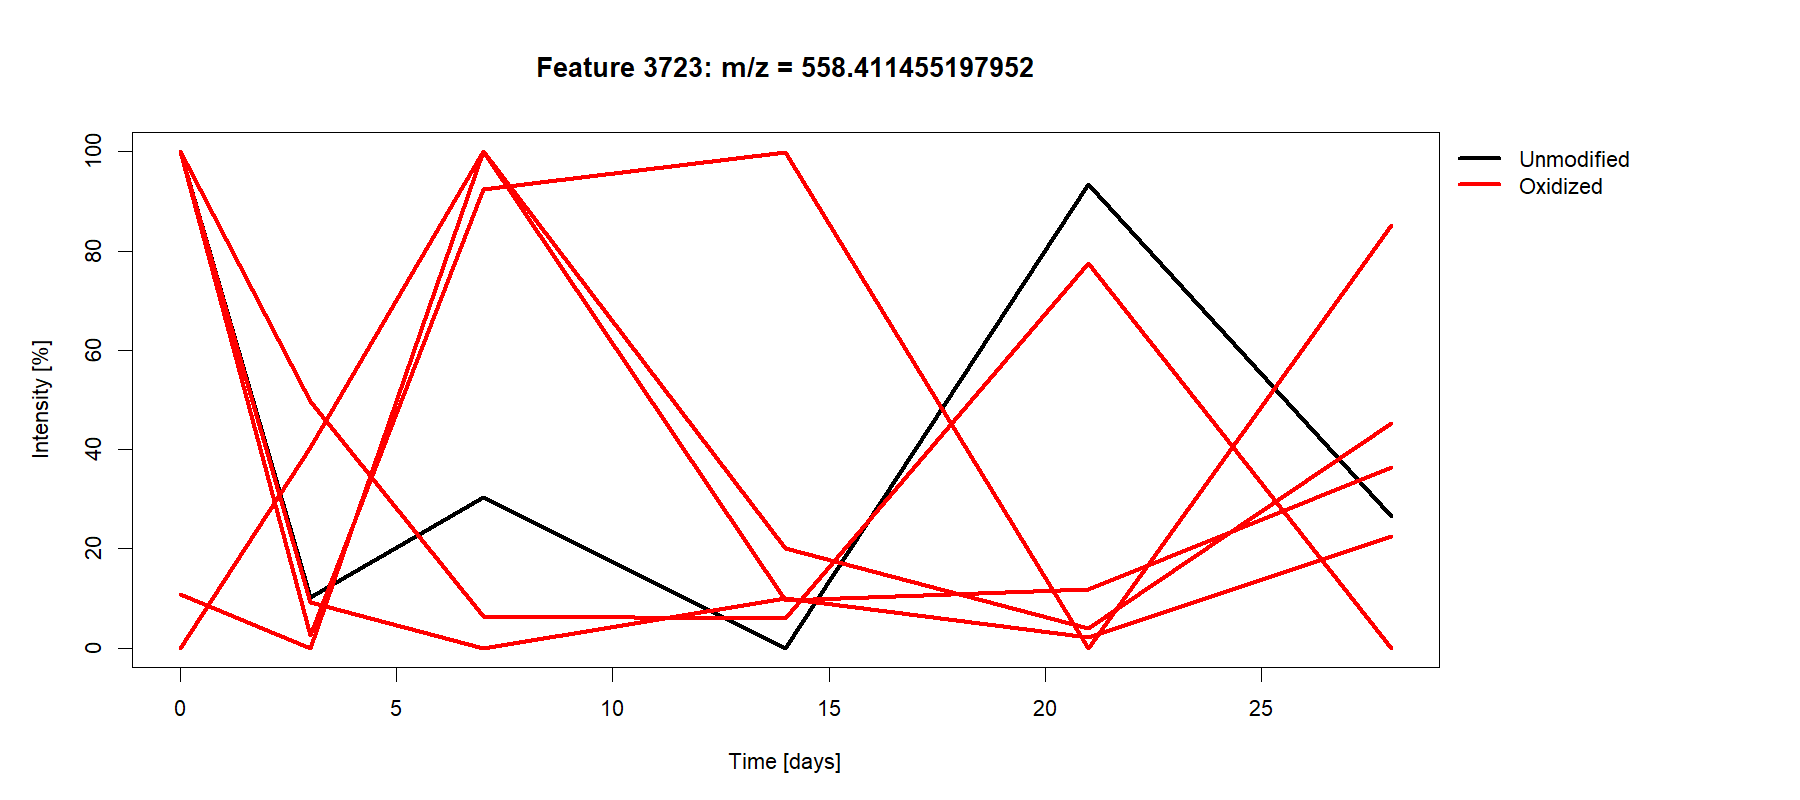 Feature 3723: m/z = 558.411455197952
Unmodified
Oxidized
Intensity [%]
100
80
60
40
20
0
0 5 10 15 20 25
Time [days]